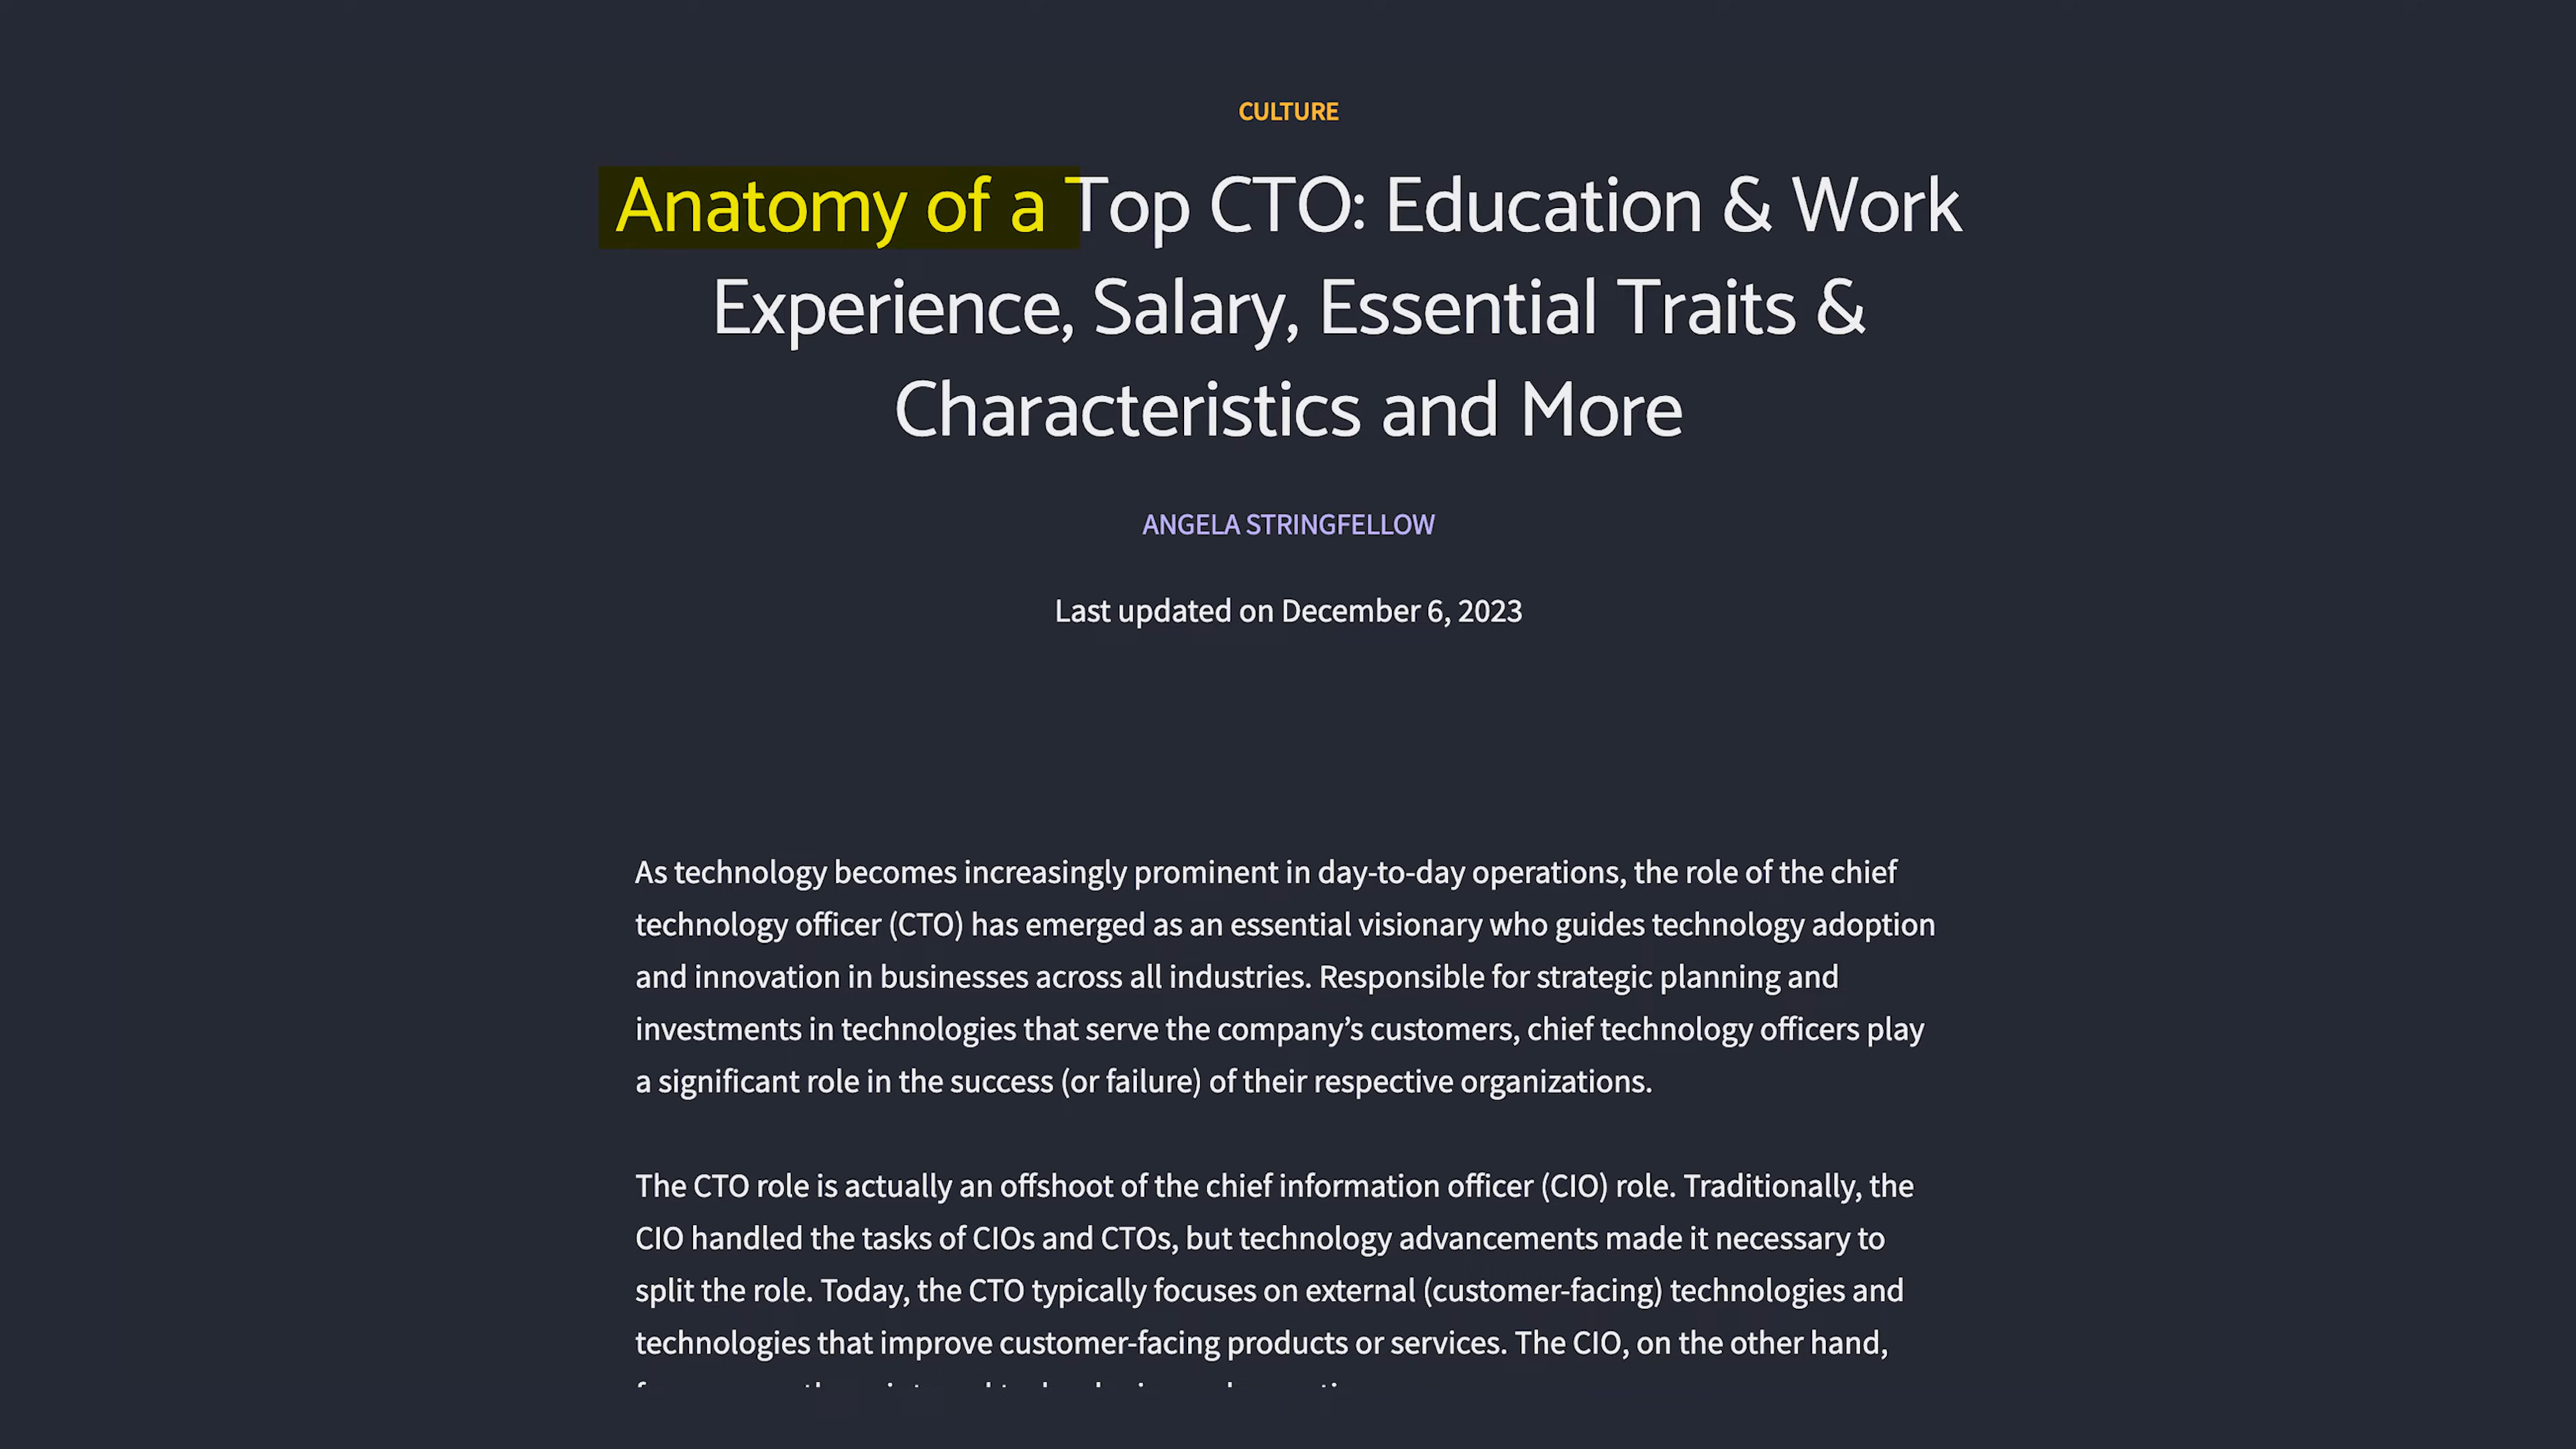 CULTURE
Anatomy of a Top CTO: Education & Work
Experience, Salary, Essential Traits &
Characteristics and More
ANGELA STRINGFELLOW
Last updated on December 6, 2023
As technology becomes increasingly prominent in day-to-day operations, the role of the chief
technology officer (CTO) has emerged as an essential visionary who guides technology adoption
and innovation in businesses across all industries. Responsible for strategic planning and
investments in technologies that serve the company’s customers, chief technology officers play
a significant role in the success (or failure) of their respective organizations.
The CTO role is actually an offshoot of the chief information officer (CIO) role. Traditionally, the
CIO handled the tasks of CIOs and CTOs, but technology advancements made it necessary to
split the role. Today, the CTO typically focuses on external (customer-facing) technologies and
technologies that improve customer-facing products or services. The CIO, on the other hand,